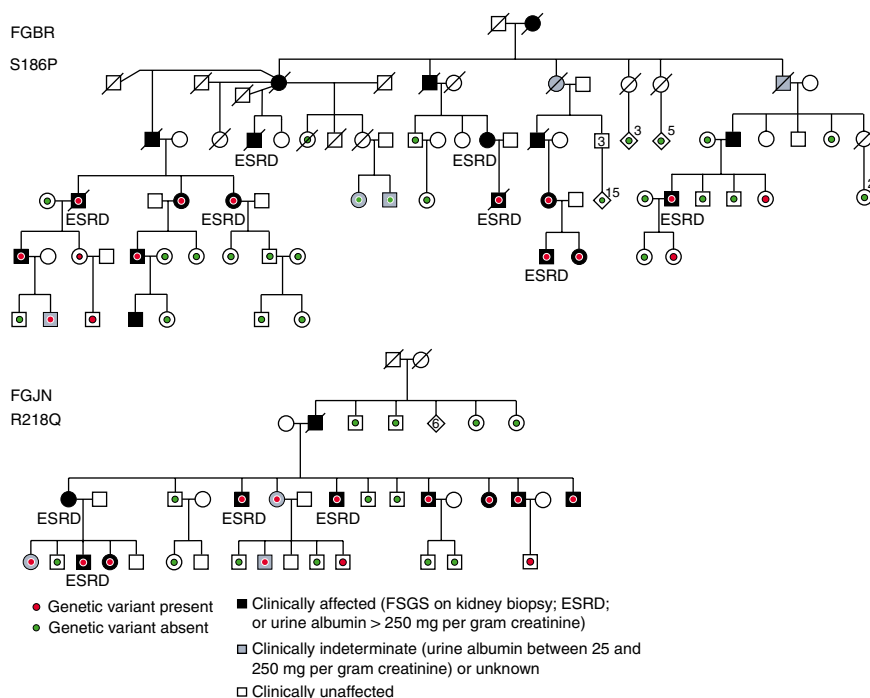 FGBR
S186P
3
5
ESRD
ESRD
3
15
2
ESRD
ESRD
ESRD
ESRD
FGJN
R218Q
6
ESRD
ESRD
ESRD
ESRD
Genetic variant present
Genetic variant absent
Clinically affected (FSGS on kidney biopsy; ESRD;
or urine albumin > 250 mg per gram creatinine)
Clinically indeterminate (urine albumin between 25 and
250 mg per gram creatinine) or unknown
Clinically unaffected